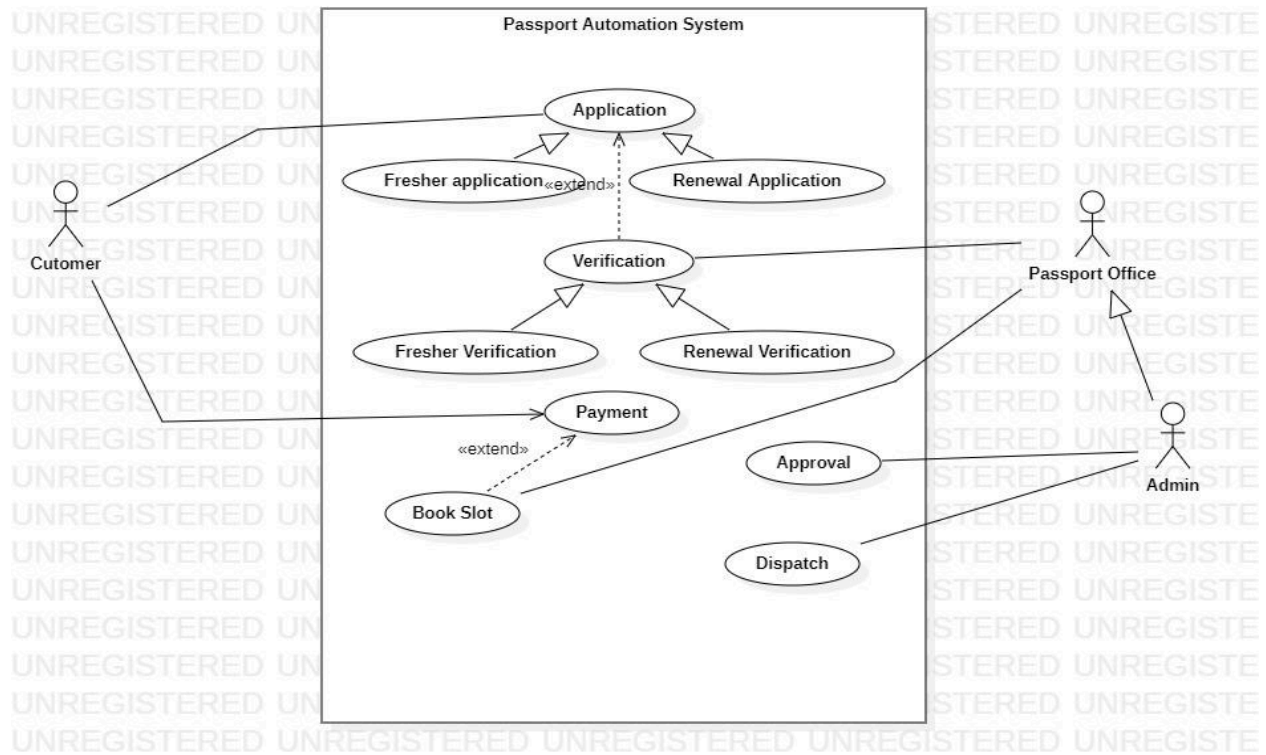 Passport Automation System
Application
Fresher application
«extend»
Renewal Application
Cutomer
Verification
Passport Office
Fresher Verification
Renewal Verification
Payment
«extend»
Approval
Admin
Book Slot
Dispatch
UNREGISTERED